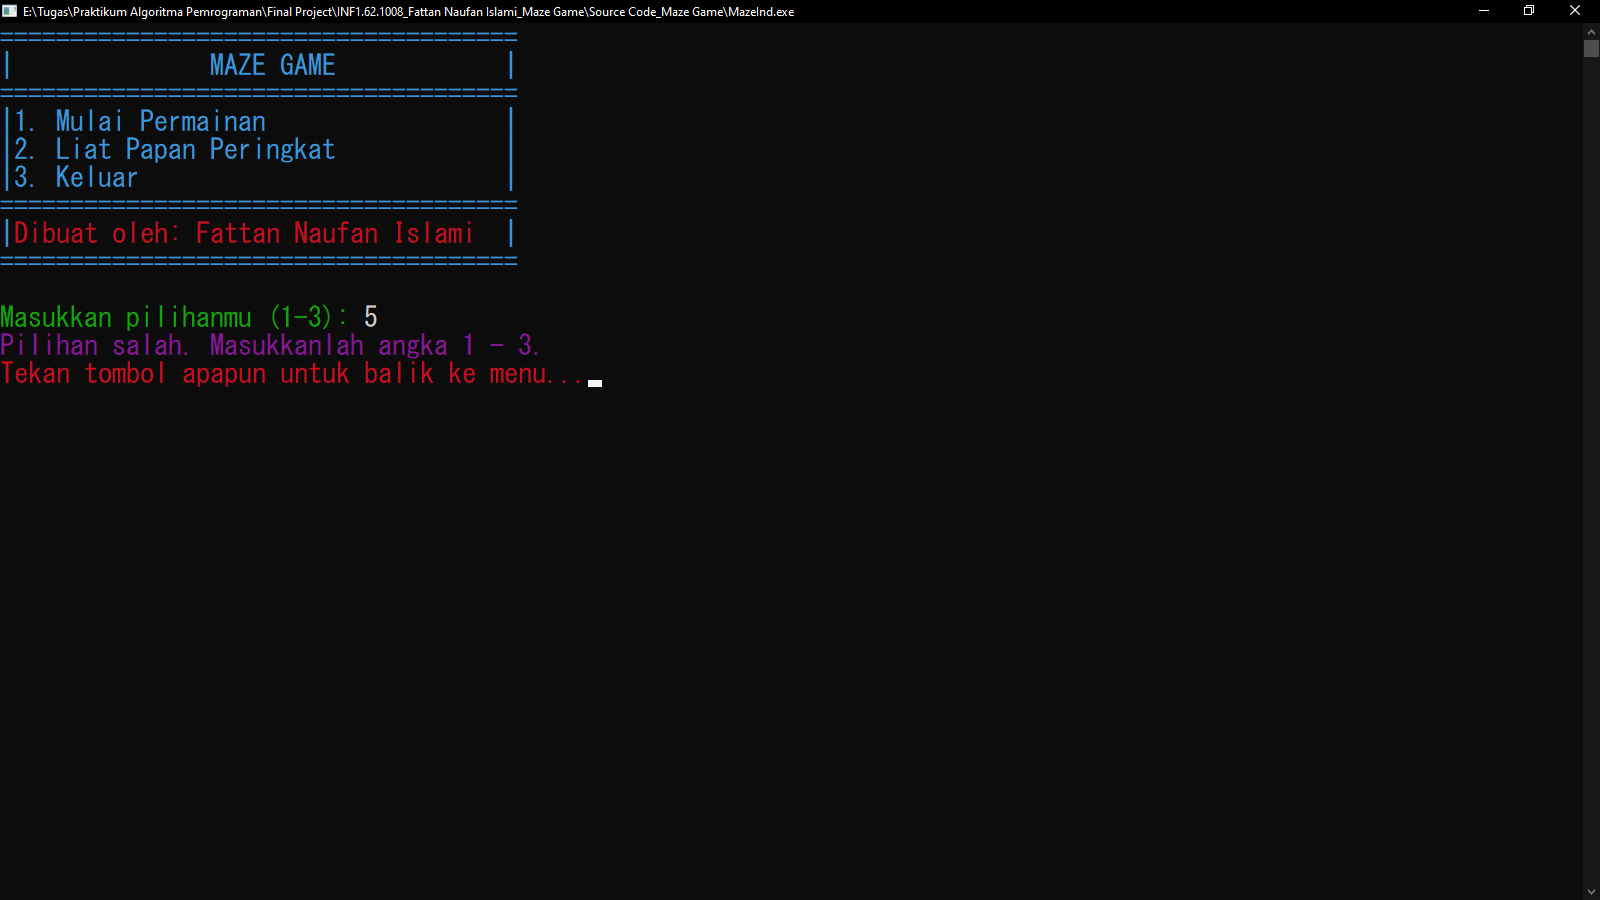 E:\Tugas\Praktikum Algoritma Pemrograman\Final Project\INF1.62.1008_Fattan Naufan Islami_Maze Game\Source Code_Maze Game\MazeInd.exe
=====================================
|              MAZE GAME            |
=====================================
|1. Mulai Permainan                 |
|2. Liat Papan Peringkat            |
|3. Keluar                          |
=====================================
|Dibuat oleh: Fattan Naufan Islami  |
=====================================
Masukkan pilihanmu (1-3): 5
Pilihan salah. Masukkanlah angka 1 - 3.
Tekan tombol apapun untuk balik ke menu...